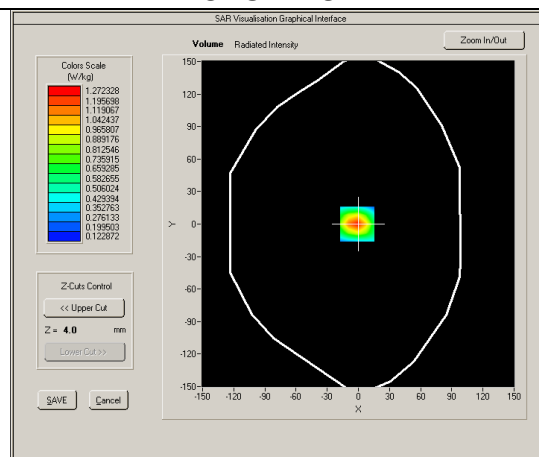 SAR Visualisation Graphical Interface
Volume Radiated Intensity
Zoom In/Out
Colors Scale
(W/kg)
1.272328
1.195698
1.119067
1.042437
0.965807
0.889176
0.812546
0.735915
0.659285
0.582655
0.506024
0.429394
0.352763
0.276133
0.199503
0.122872
Z-Cuts Control
<< Upper Cut
Z = 4.0 mm
Lower Cut >>
SAVE Cancel
150
120
90
60
30
0
-30
-60
-90
-120
-150
Y
-150 -120 -90 -60 -30 0 30 60 90 120 150
X